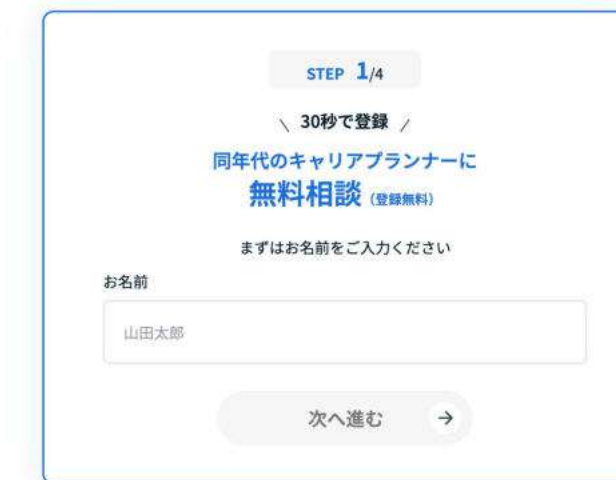 STEP 1/4
\ 30秒で登録 /
同年代のキャリアプランナーに
無料相談（登録無料）
まずはお名前をご入力ください
お名前
山田太郎
次へ進む →